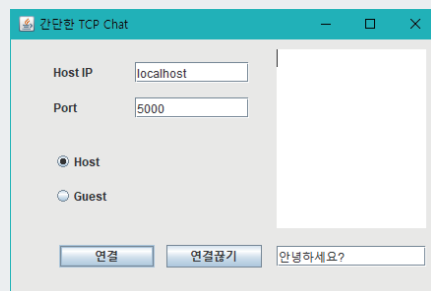 간단한 TCP Chat
Host IP
localhost
Port
5000
Host
Guest
연결
연결끊기
안녕하세요?